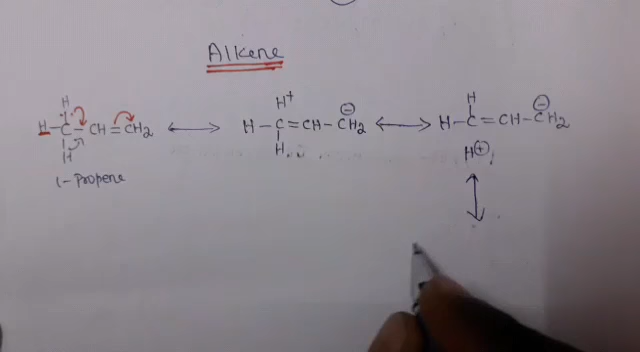 Alkene
H H+ H
H-C-CH=CH2 ⟷ H-C=CH-CH2⊖ ⟷ H-C=CH-CH2⊖
H H H⊕
1-Propene